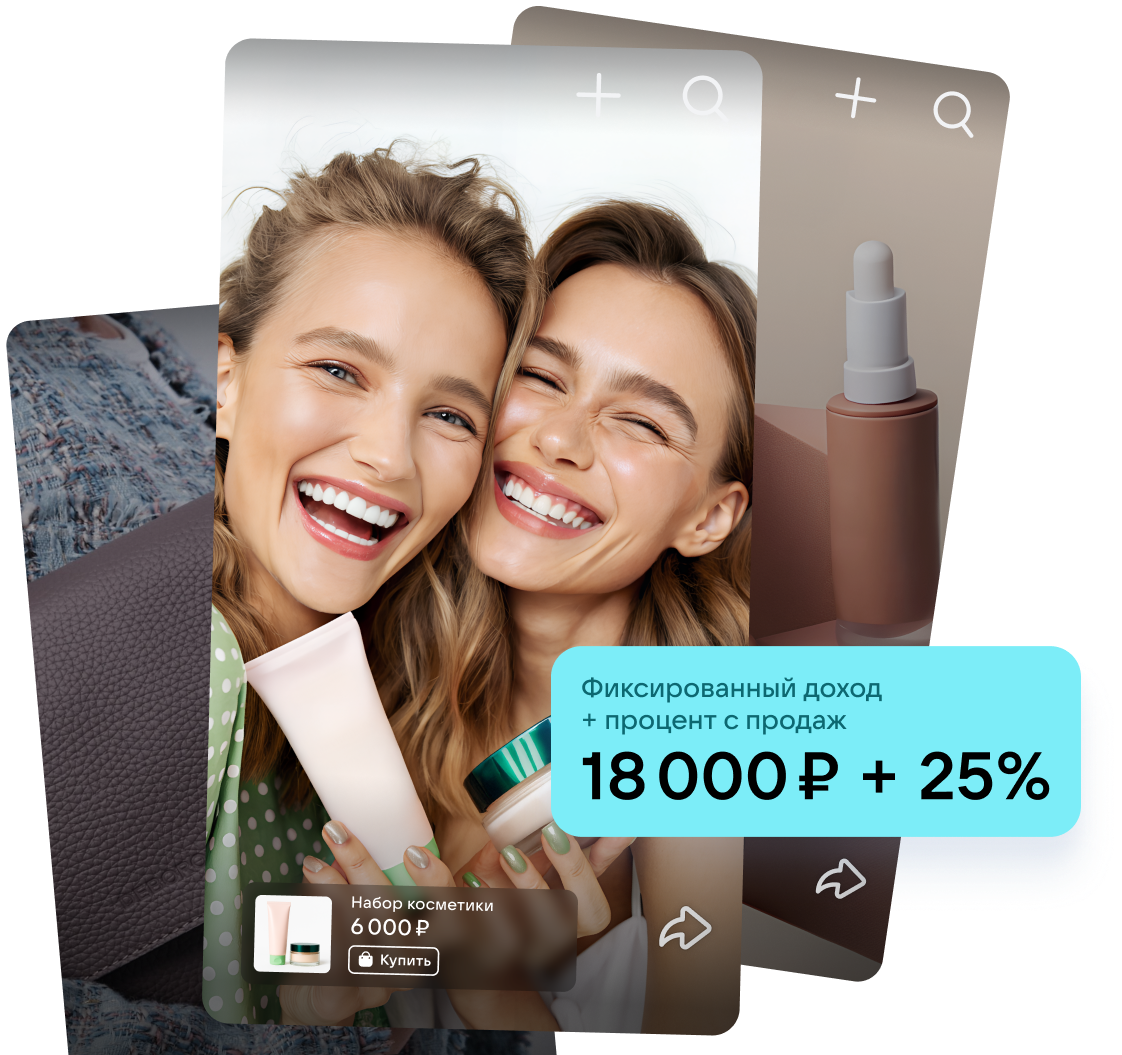 Фиксированный доход
+ процент с продаж
18 000 ₽ + 25%
Набор косметики
6 000 ₽
Купить